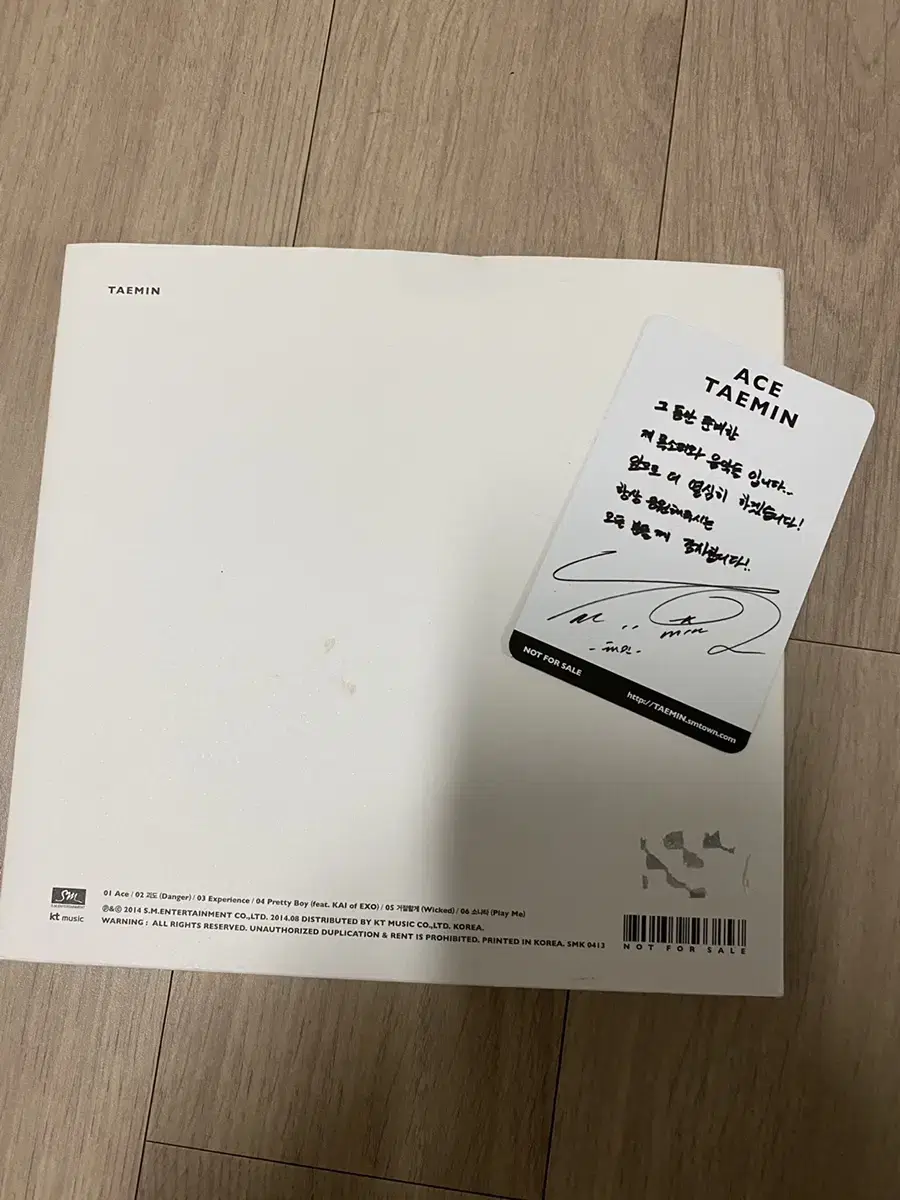 TAEMIN
ACE
TAEMIN
그 동안 준비한
제 목소리와 음악들 입니다..
앞으로 더 열심히 하겠습니다!
항상 응원해주시는
모든 분들께 감사합니다!!
Tae
min
-태민-
NOT FOR SALE
http://TAEMIN.smtown.com
SM
kt music
01 Ace / 02 괴도 (Danger) / 03 Experience / 04 Pretty Boy (feat. KAI of EXO) / 05 거절할게 (Wicked) / 06 소나타 (Play Me)
℗&© 2014 S.M.ENTERTAINMENT CO.,LTD. 2014.08 DISTRIBUTED BY KT MUSIC CO.,LTD. KOREA.
WARNING : ALL RIGHTS RESERVED. UNAUTHORIZED DUPLICATION & RENT IS PROHIBITED. PRINTED IN KOREA. SMK 0413
NOT FOR SALE